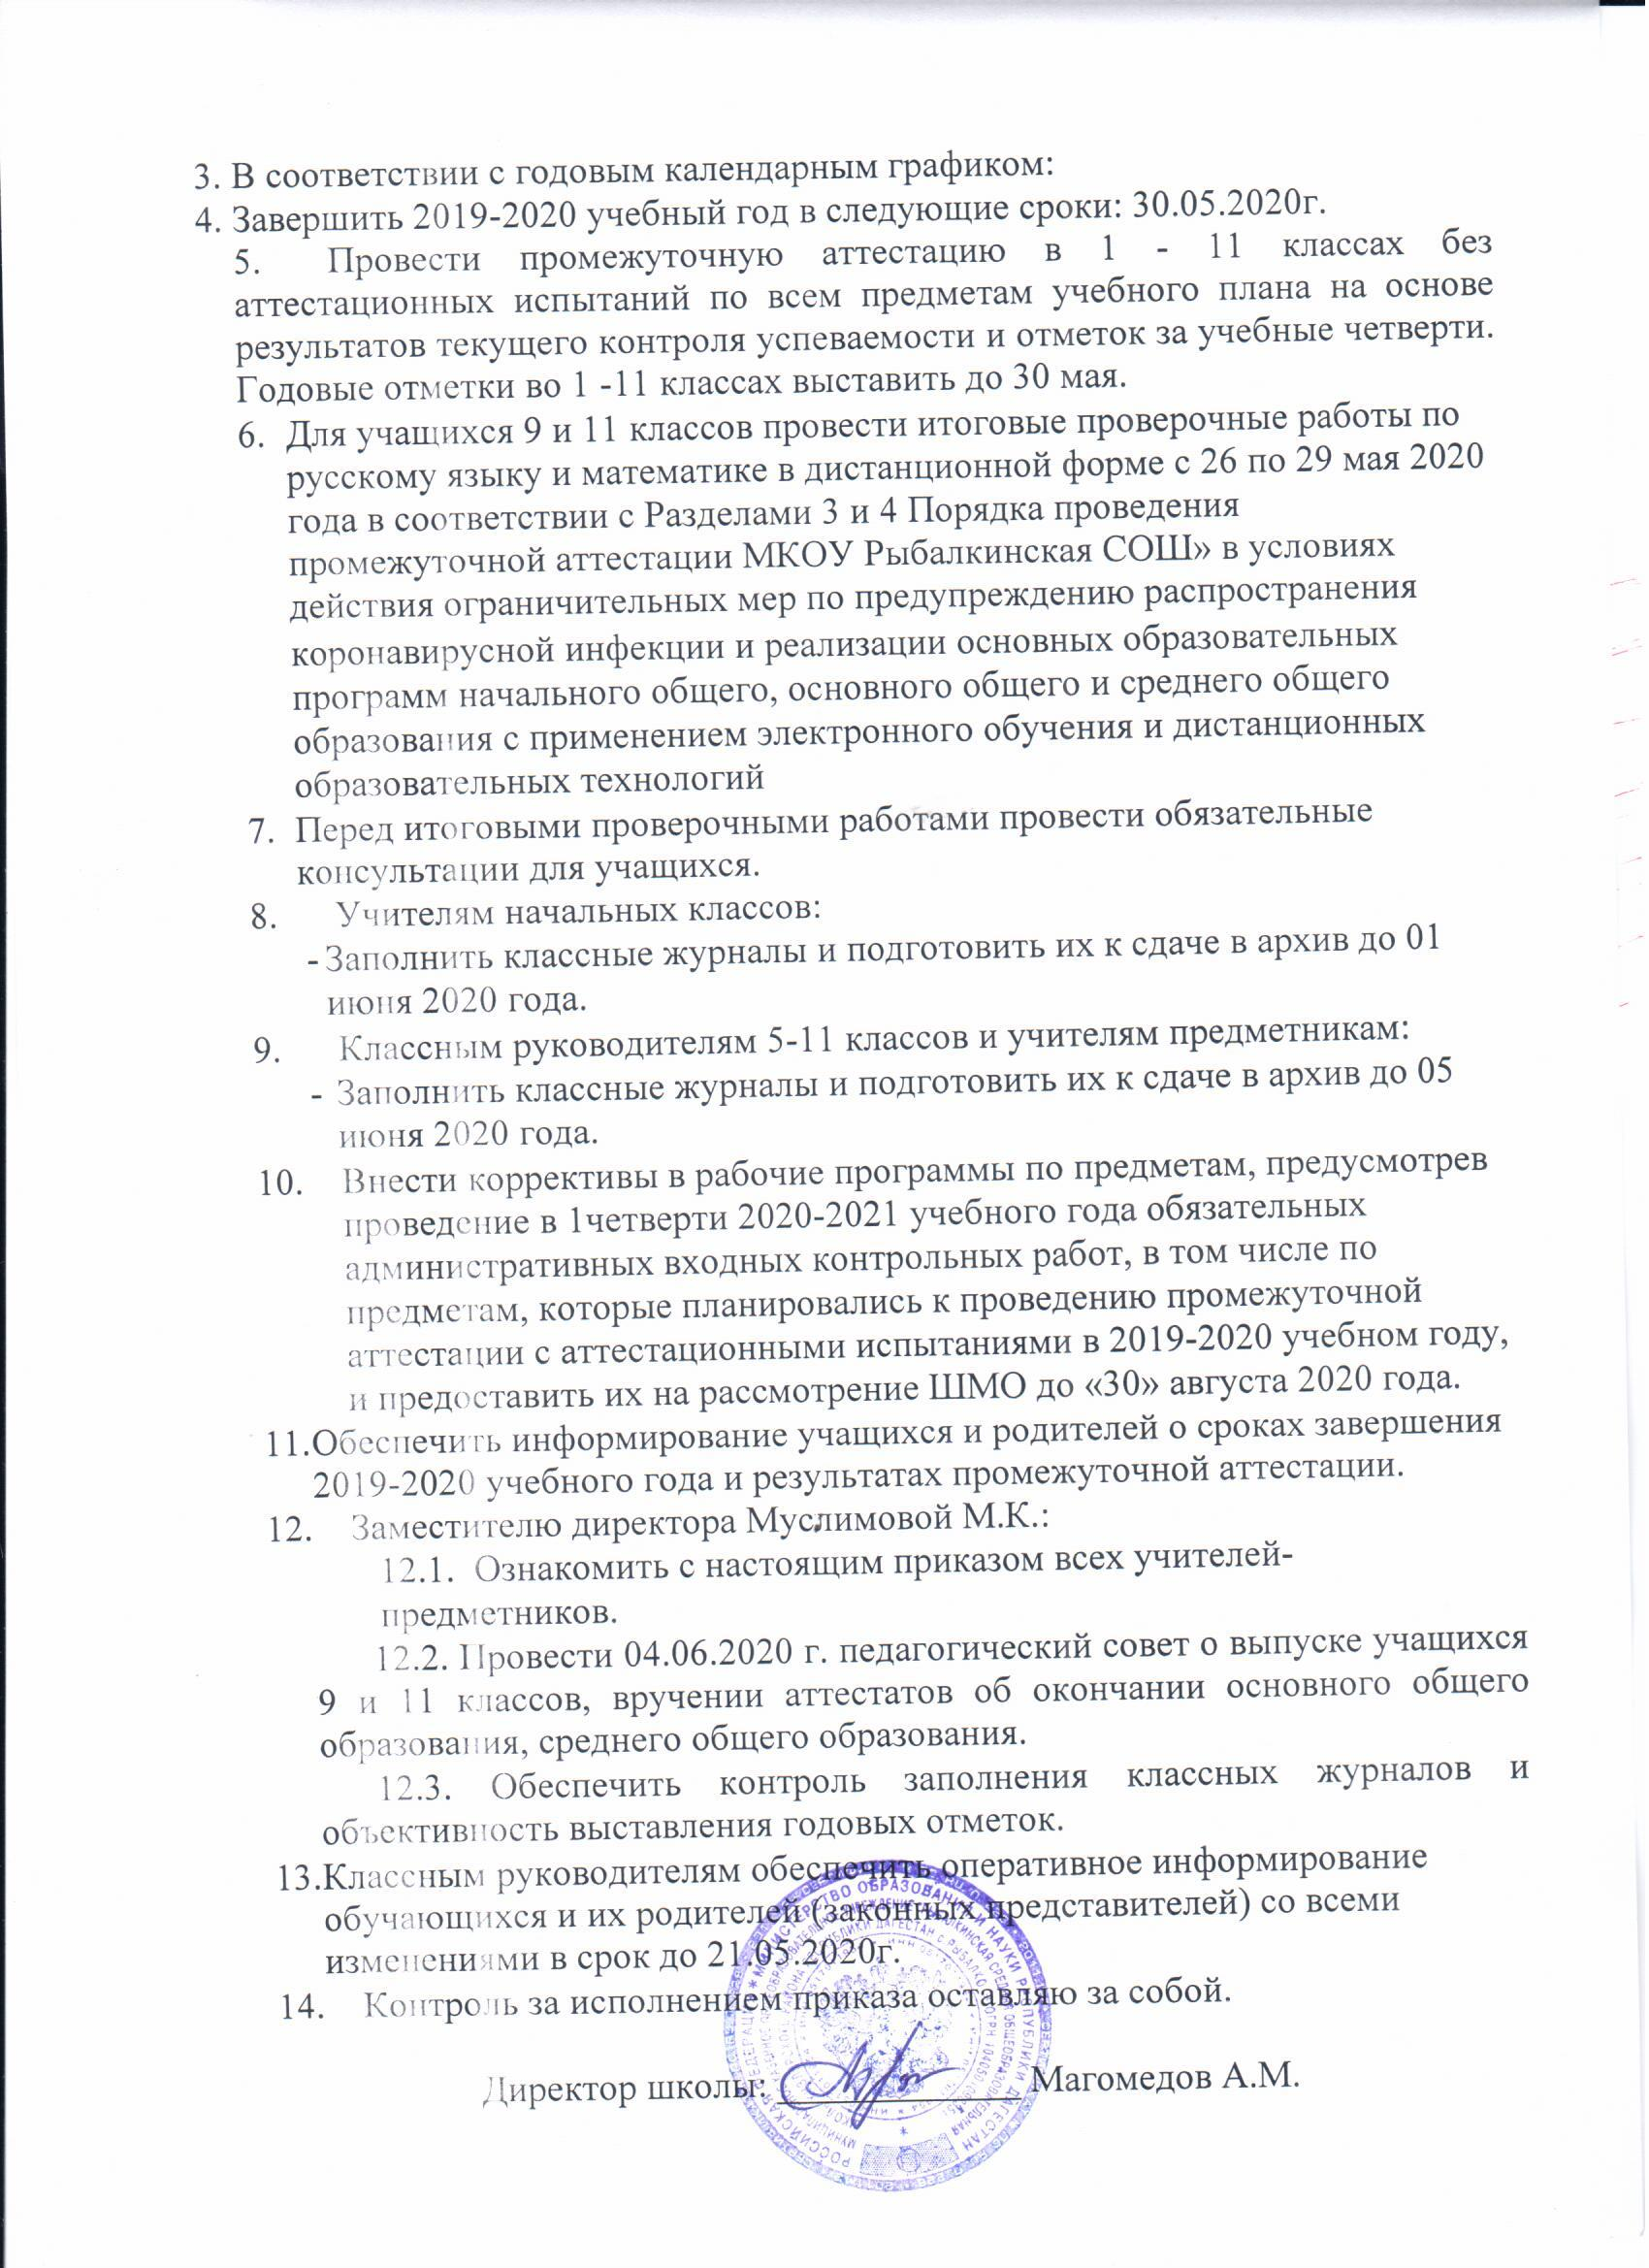 3. В соответствии с годовым календарным графиком:
4. Завершить 2019-2020 учебный год в следующие сроки: 30.05.2020г.
5. Провести промежуточную аттестацию в 1 - 11 классах без
аттестационных испытаний по всем предметам учебного плана на основе
результатов текущего контроля успеваемости и отметок за учебные четверти.
Годовые отметки во 1 -11 классах выставить до 30 мая.
6. Для учащихся 9 и 11 классов провести итоговые проверочные работы по
русскому языку и математике в дистанционной форме с 26 по 29 мая 2020
года в соответствии с Разделами 3 и 4 Порядка проведения
промежуточной аттестации МКОУ Рыбалкинская СОШ» в условиях
действия ограничительных мер по предупреждению распространения
коронавирусной инфекции и реализации основных образовательных
программ начального общего, основного общего и среднего общего
образования с применением электронного обучения и дистанционных
образовательных технологий
7. Перед итоговыми проверочными работами провести обязательные
консультации для учащихся.
8. Учителям начальных классов:
- Заполнить классные журналы и подготовить их к сдаче в архив до 01
июня 2020 года.
9. Классным руководителям 5-11 классов и учителям предметникам:
- Заполнить классные журналы и подготовить их к сдаче в архив до 05
июня 2020 года.
10. Внести коррективы в рабочие программы по предметам, предусмотрев
проведение в 1четверти 2020-2021 учебного года обязательных
административных входных контрольных работ, в том числе по
предметам, которые планировались к проведению промежуточной
аттестации с аттестационными испытаниями в 2019-2020 учебном году,
и предоставить их на рассмотрение ШМО до «30» августа 2020 года.
11.Обеспечить информирование учащихся и родителей о сроках завершения
2019-2020 учебного года и результатах промежуточной аттестации.
12. Заместителю директора Муслимовой М.К.:
12.1. Ознакомить с настоящим приказом всех учителей-
предметников.
12.2. Провести 04.06.2020 г. педагогический совет о выпуске учащихся
9 и 11 классов, вручении аттестатов об окончании основного общего
образования, среднего общего образования.
12.3. Обеспечить контроль заполнения классных журналов и
объективность выставления годовых отметок.
13.Классным руководителям обеспечить оперативное информирование
обучающихся и их родителей (законных представителей) со всеми
изменениями в срок до 21.05.2020г.
14. Контроль за исполнением приказа оставляю за собой.
Директор школы: ____________ Магомедов А.М.
РОССИЙСКАЯ ФЕДЕРАЦИЯ * МИНИСТЕРСТВО ОБРАЗОВАНИЯ И НАУКИ РЕСПУБЛИКИ ДАГЕСТАН